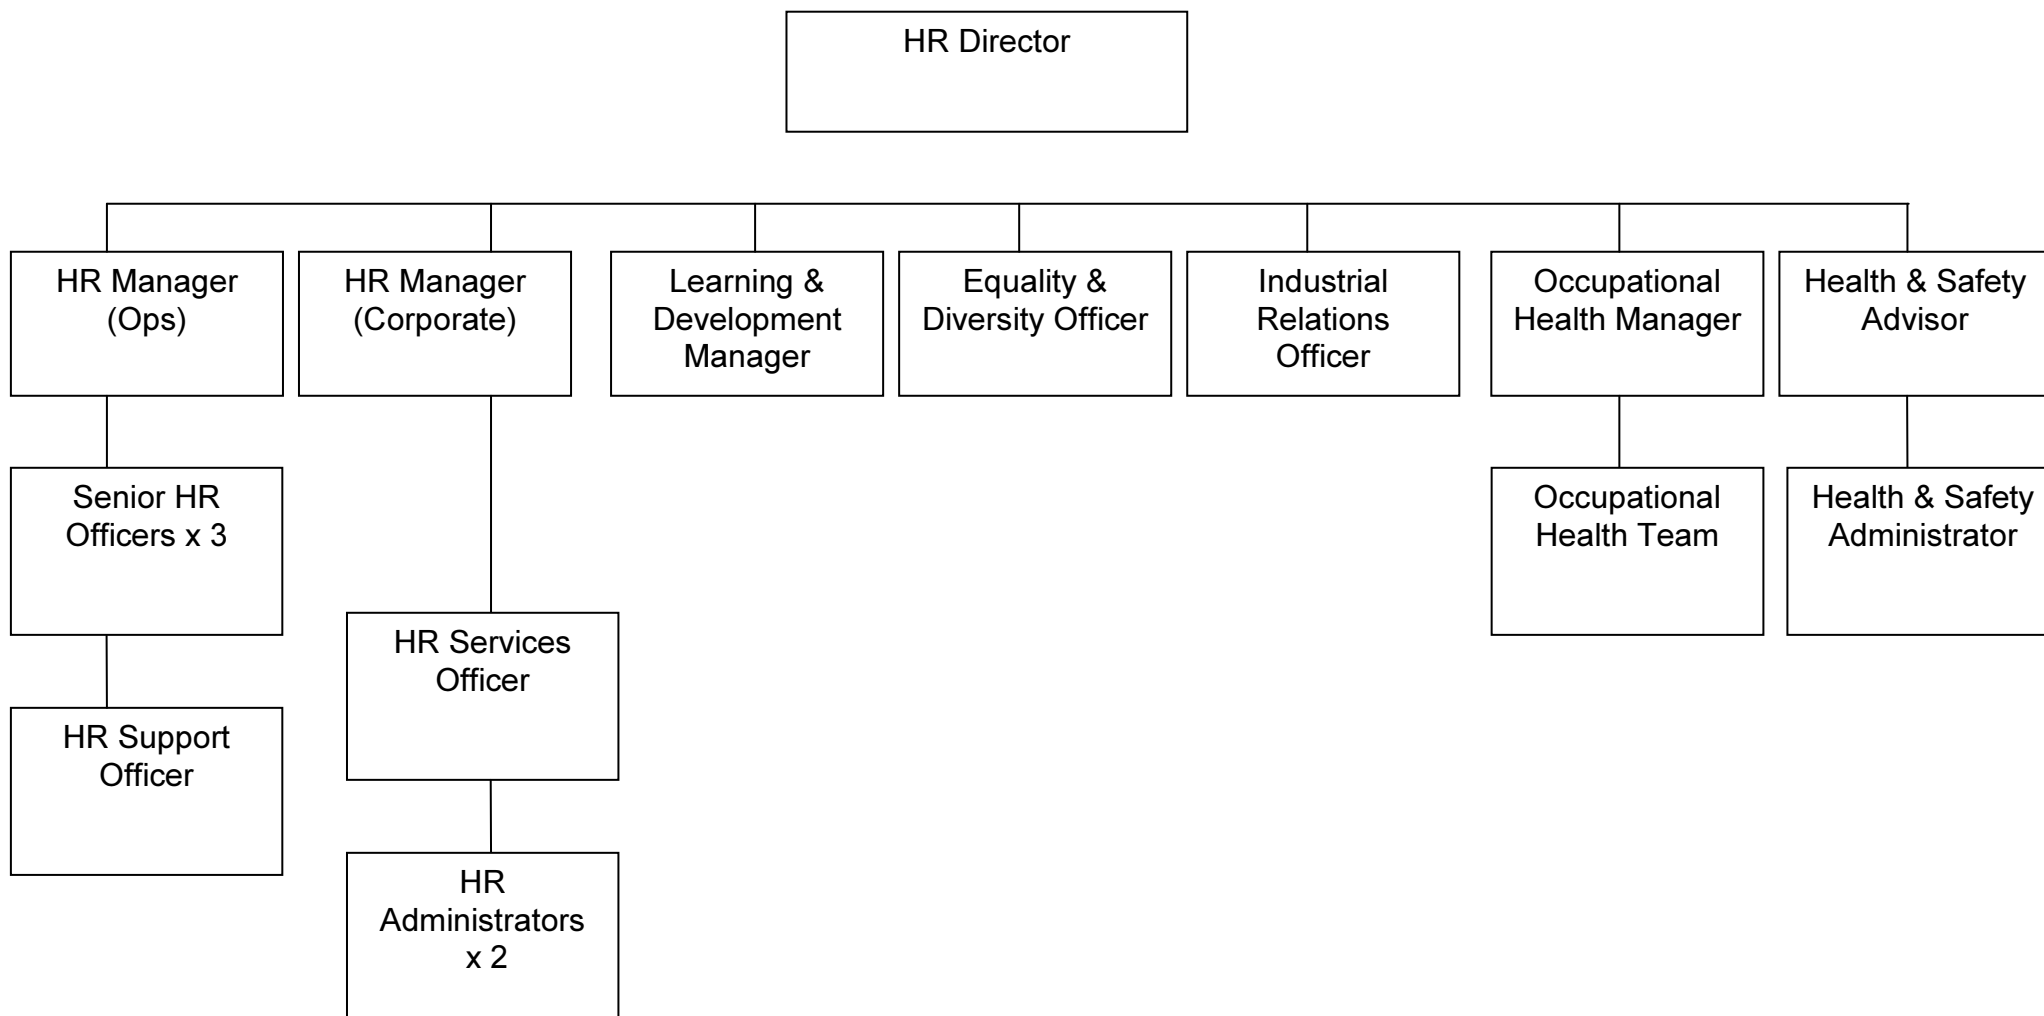 HR Director
HR Manager
(Ops)
HR Manager
(Corporate)
Learning &
Development
Manager
Equality &
Diversity Officer
Industrial
Relations
Officer
Occupational
Health Manager
Health & Safety
Advisor
Senior HR
Officers x 3
Occupational
Health Team
Health & Safety
Administrator
HR Services
Officer
HR Support
Officer
HR
Administrators
x 2